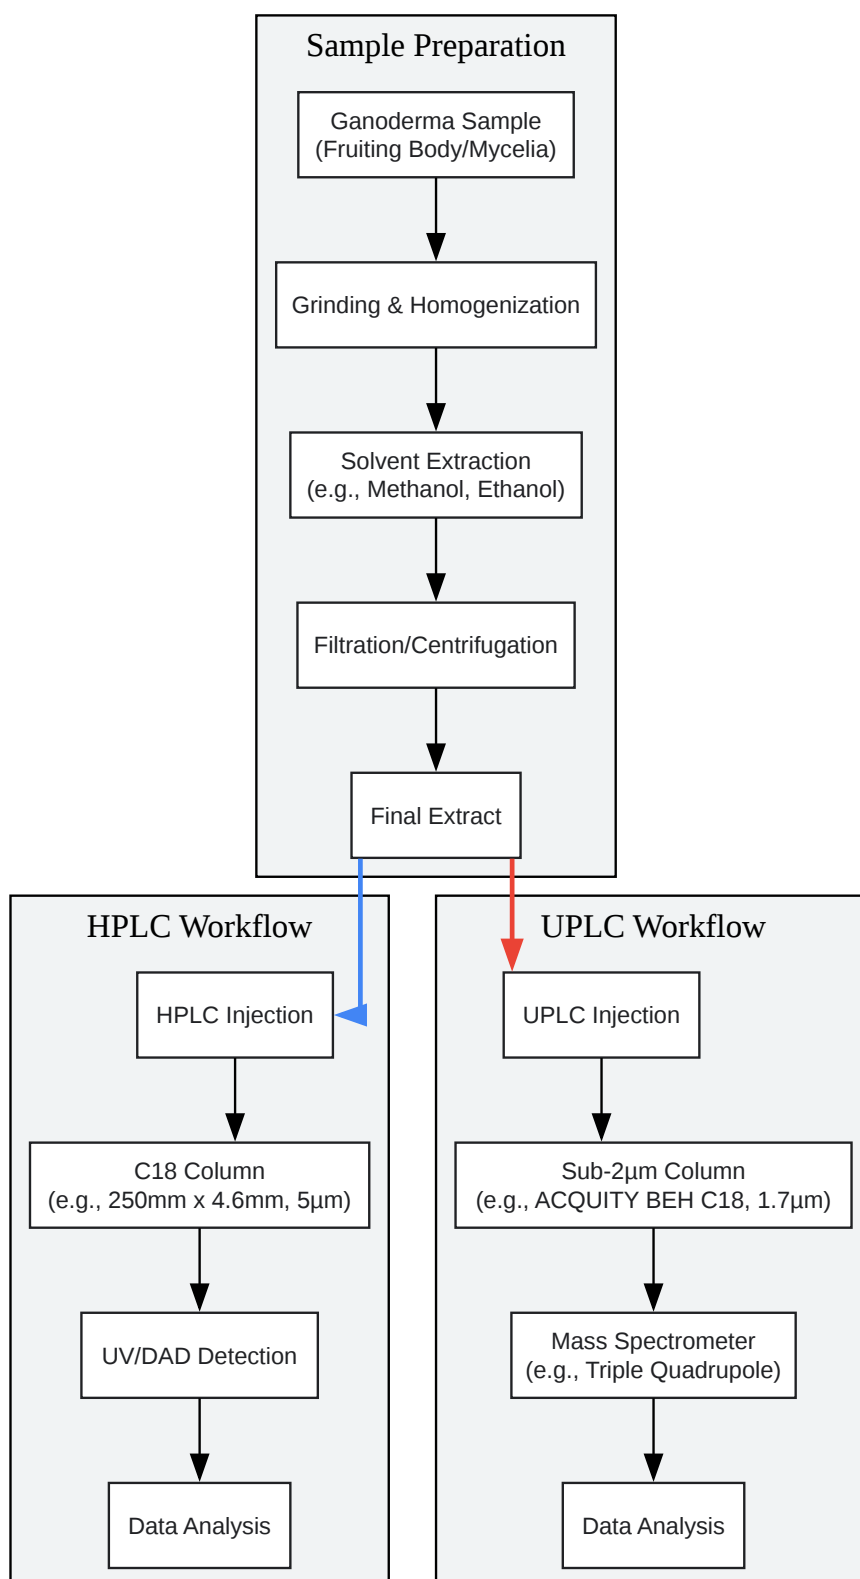 Sample Preparation
Ganoderma Sample
(Fruiting Body/Mycelia)
Grinding & Homogenization
Solvent Extraction
(e.g., Methanol, Ethanol)
Filtration/Centrifugation
Final Extract
HPLC Workflow
HPLC Injection
C18 Column
(e.g., 250mm x 4.6mm, 5µm)
UV/DAD Detection
Data Analysis
UPLC Workflow
UPLC Injection
Sub-2µm Column
(e.g., ACQUITY BEH C18, 1.7µm)
Mass Spectrometer
(e.g., Triple Quadrupole)
Data Analysis